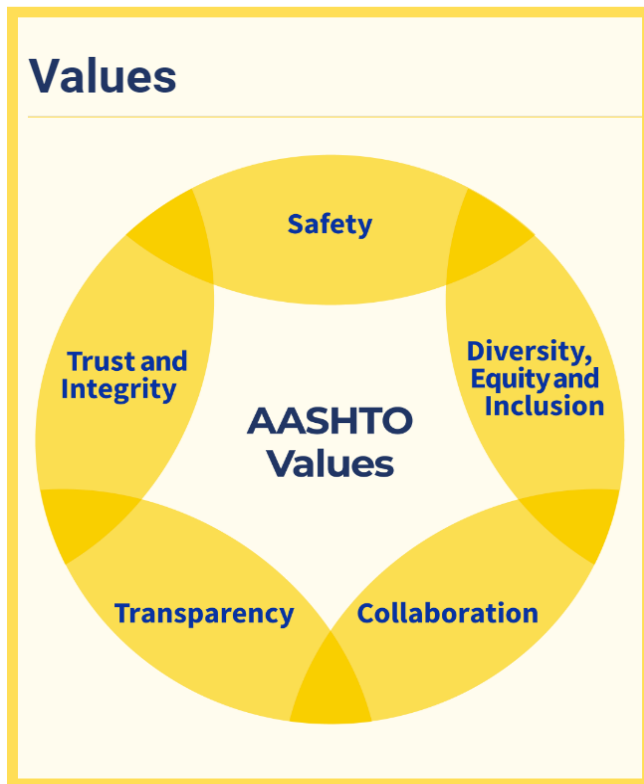 Values
Safety
Trust and
Integrity
Diversity,
Equity and
Inclusion
AASHTO
Values
Transparency
Collaboration